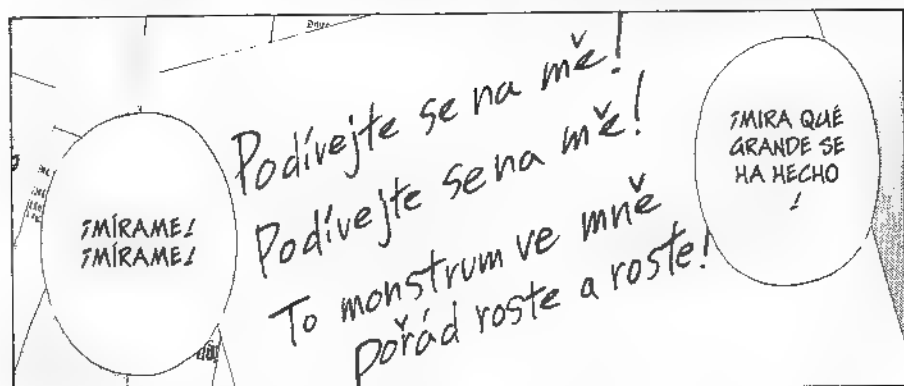 ¡MÍRAME!
¡MÍRAME!
Podívejte se na mě!
Podívejte se na mě!
To monstrum ve mně
pořád roste a roste!
¡MIRA QUÉ
GRANDE SE
HA HECHO
!